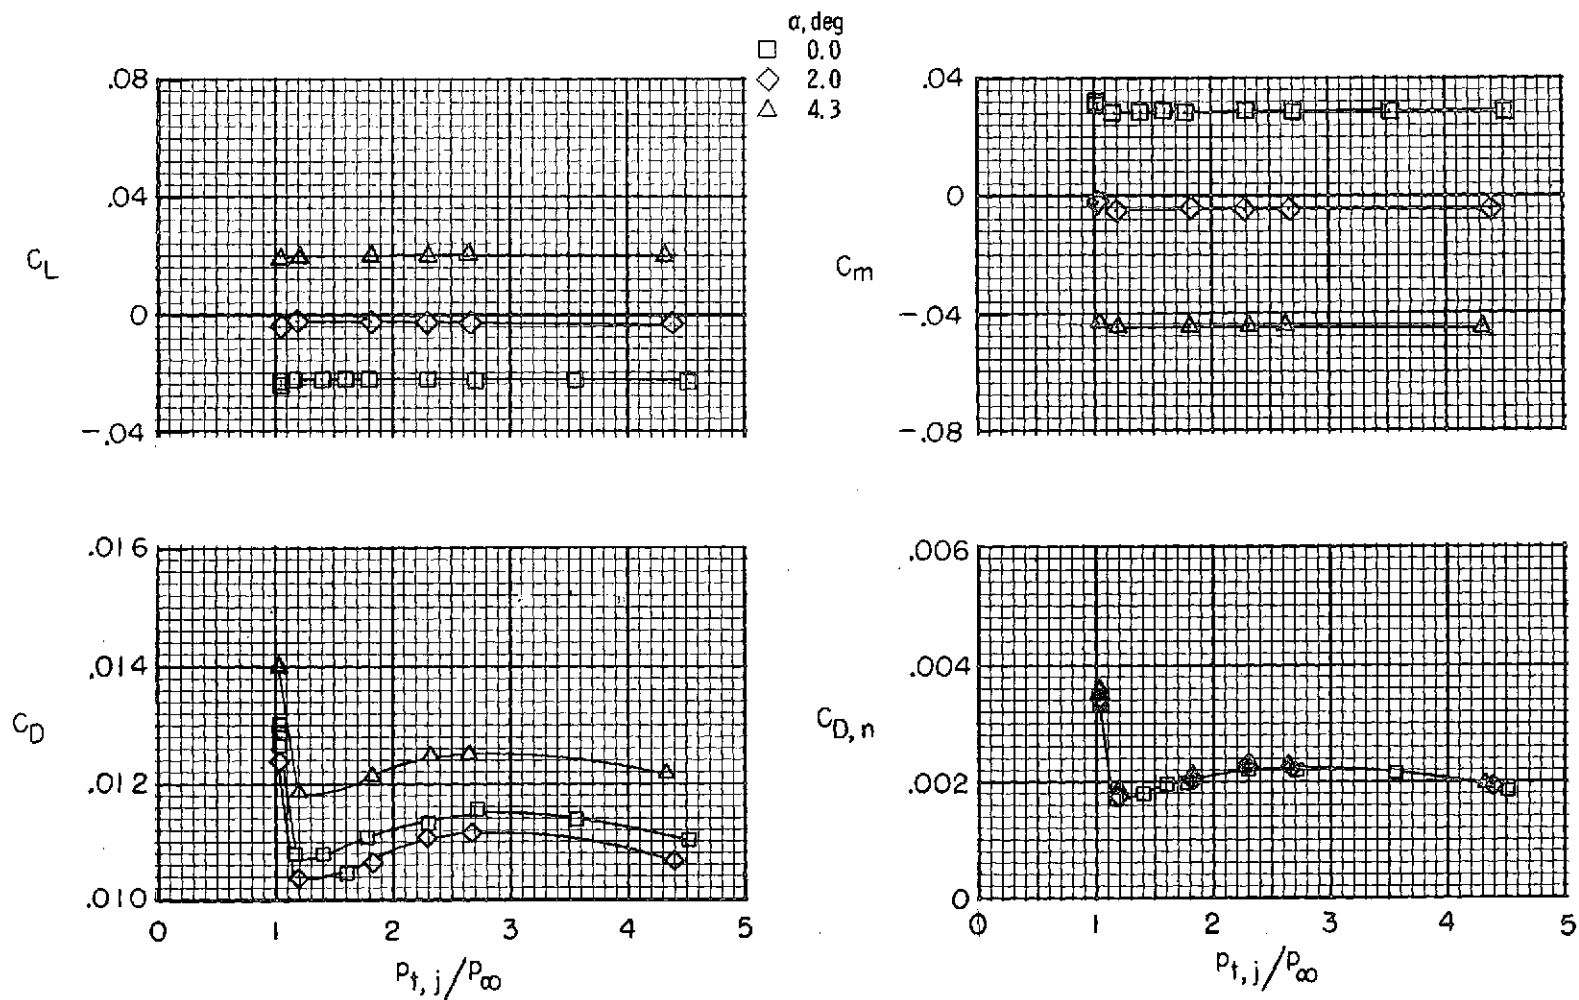 α, deg
□ 0.0
◇ 2.0
△ 4.3
.08
.04
0
-.04
C_L
.04
0
-.04
-.08
C_m
.016
.014
.012
.010
C_D
0 1 2 3 4 5
p_t,j/p_∞
.006
.004
.002
0
C_D,n
0 1 2 3 4 5
p_t,j/p_∞